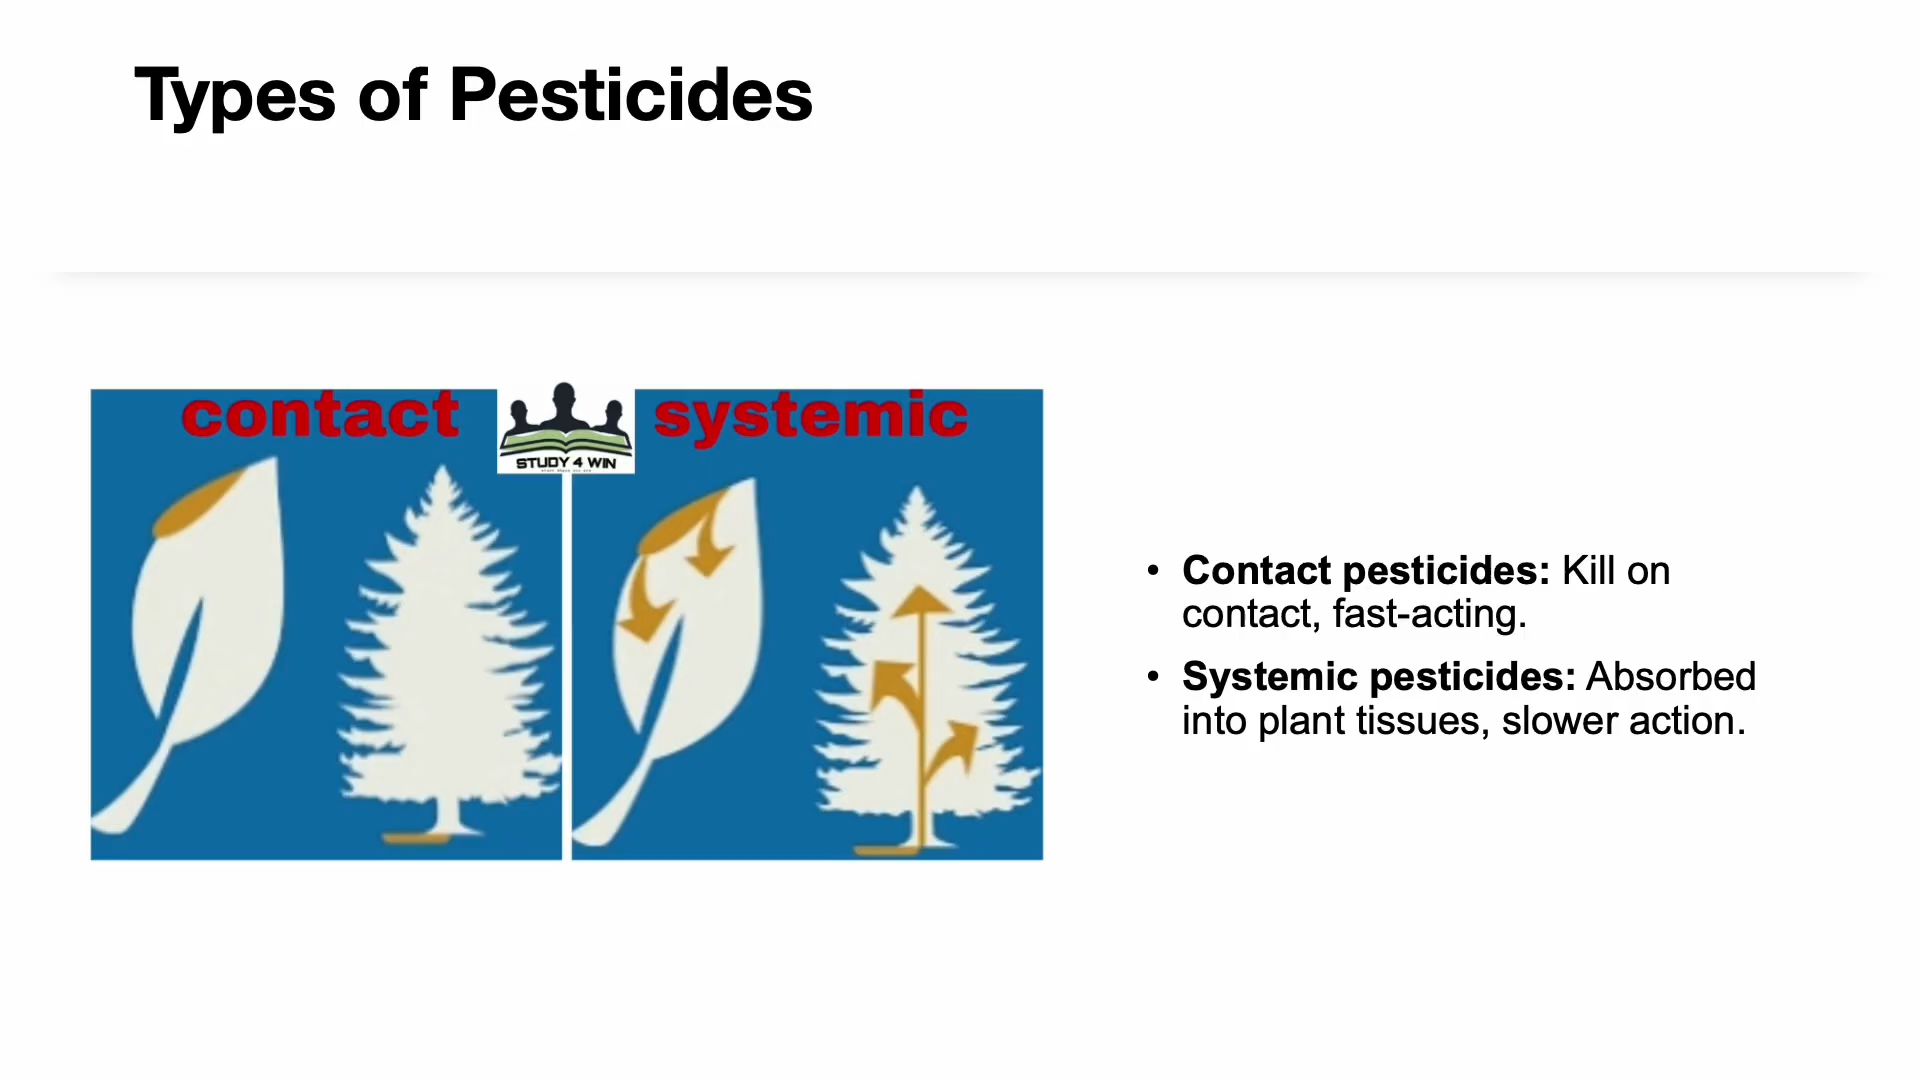 Types of Pesticides
contact
systemic
STUDY 4 WIN
• Contact pesticides: Kill on
contact, fast-acting.
• Systemic pesticides: Absorbed
into plant tissues, slower action.